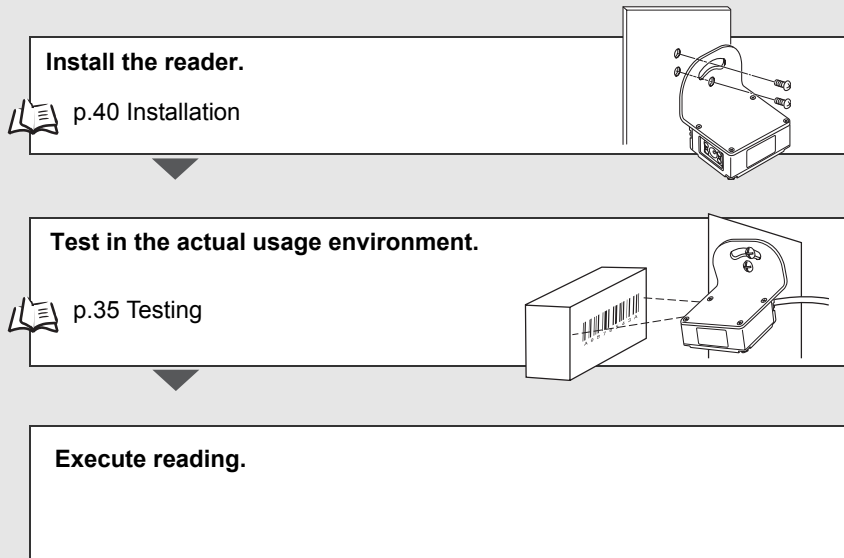 Install the reader.
p.40 Installation
Test in the actual usage environment.
p.35 Testing
Execute reading.